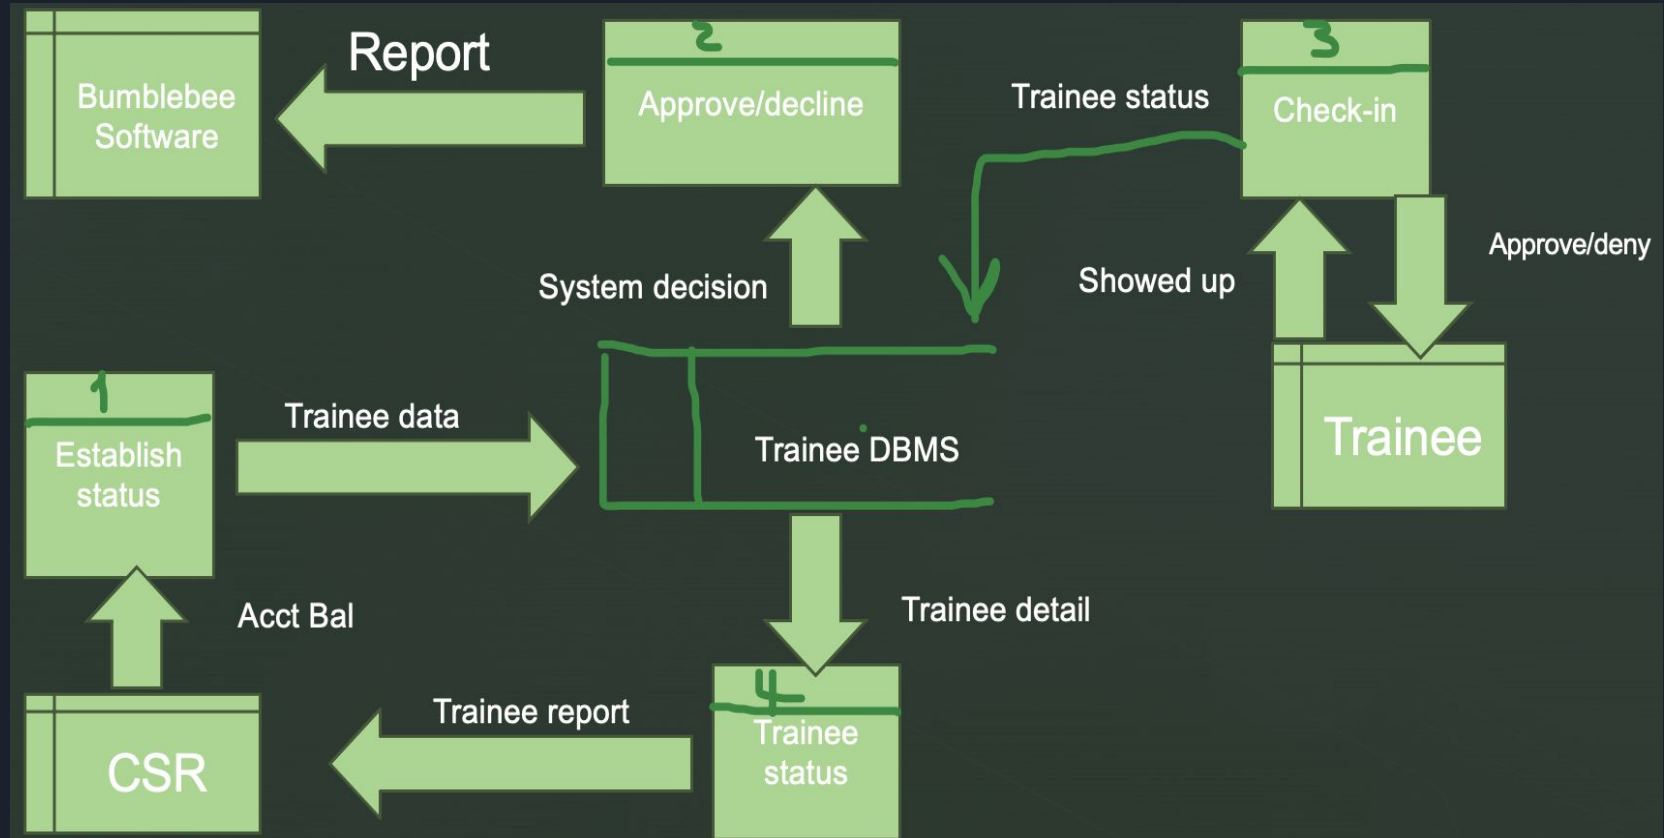 Report
2
3
Bumblebee
Software
Approve/decline
Trainee status
Check-in
Approve/deny
System decision
Showed up
1
Trainee data
Establish
status
Trainee DBMS
Trainee
Acct Bal
Trainee detail
4
Trainee report
Trainee
status
CSR